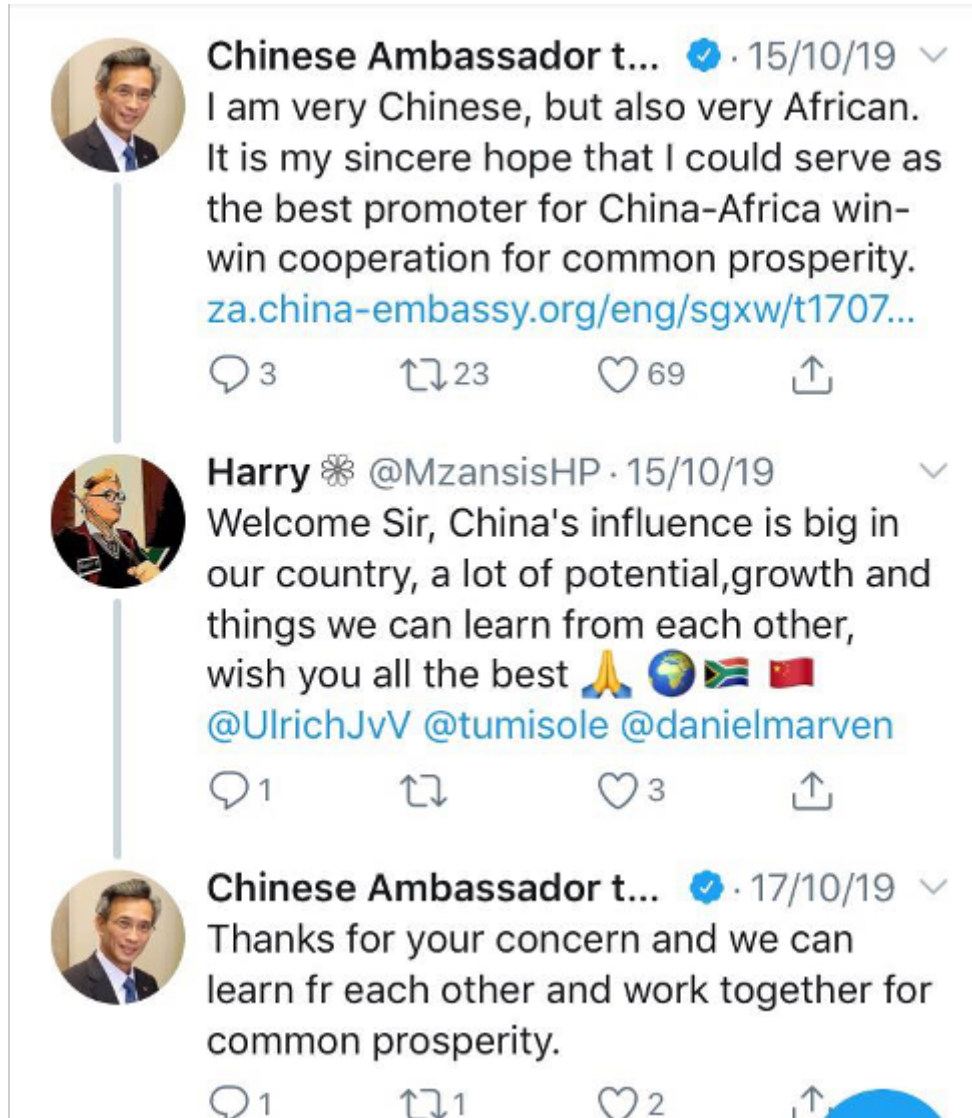 Chinese Ambassador t... · 15/10/19
I am very Chinese, but also very African.
It is my sincere hope that I could serve as
the best promoter for China-Africa win-
win cooperation for common prosperity.
za.china-embassy.org/eng/sgxw/t1707...
3 23 69
Harry @MzansisHP · 15/10/19
Welcome Sir, China's influence is big in
our country, a lot of potential,growth and
things we can learn from each other,
wish you all the best 🙏 🌍🇿🇦 🇨🇳
@UlrichJvV @tumisole @danielmarven
1 3
Chinese Ambassador t... · 17/10/19
Thanks for your concern and we can
learn fr each other and work together for
common prosperity.
1 1 2